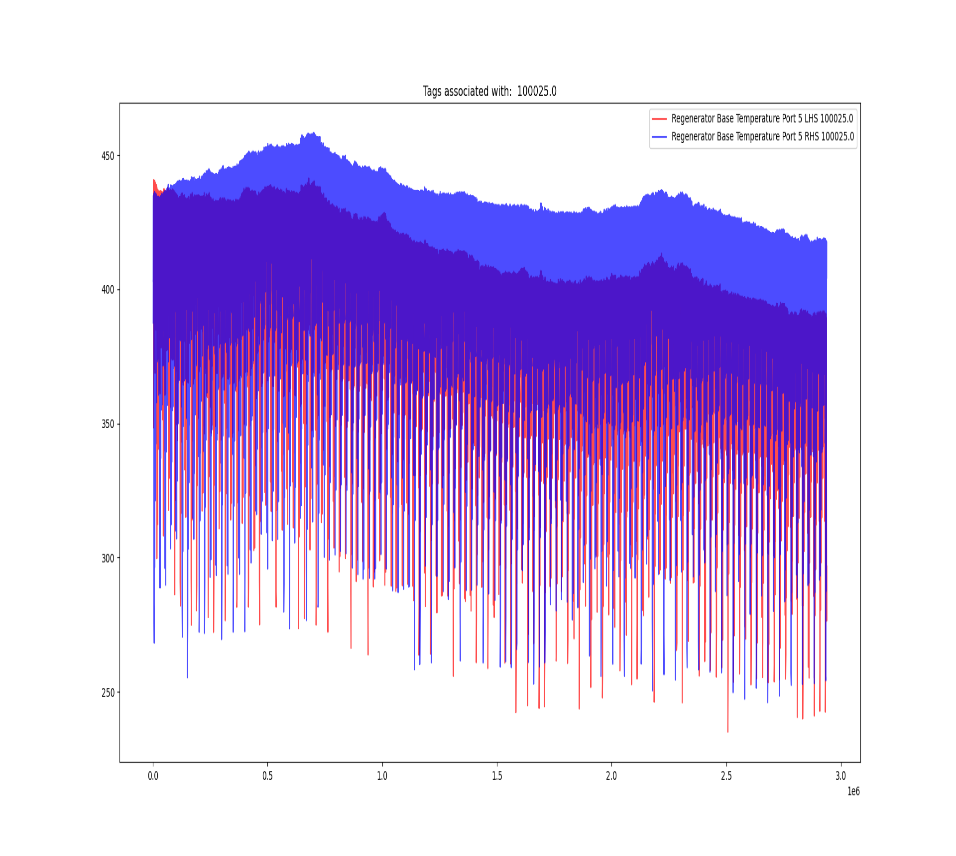 Tags associated with:  100025.0
Regenerator Base Temperature Port 5 LHS 100025.0
Regenerator Base Temperature Port 5 RHS 100025.0
450
400
350
300
250
0.0 0.5 1.0 1.5 2.0 2.5 3.0
1e6